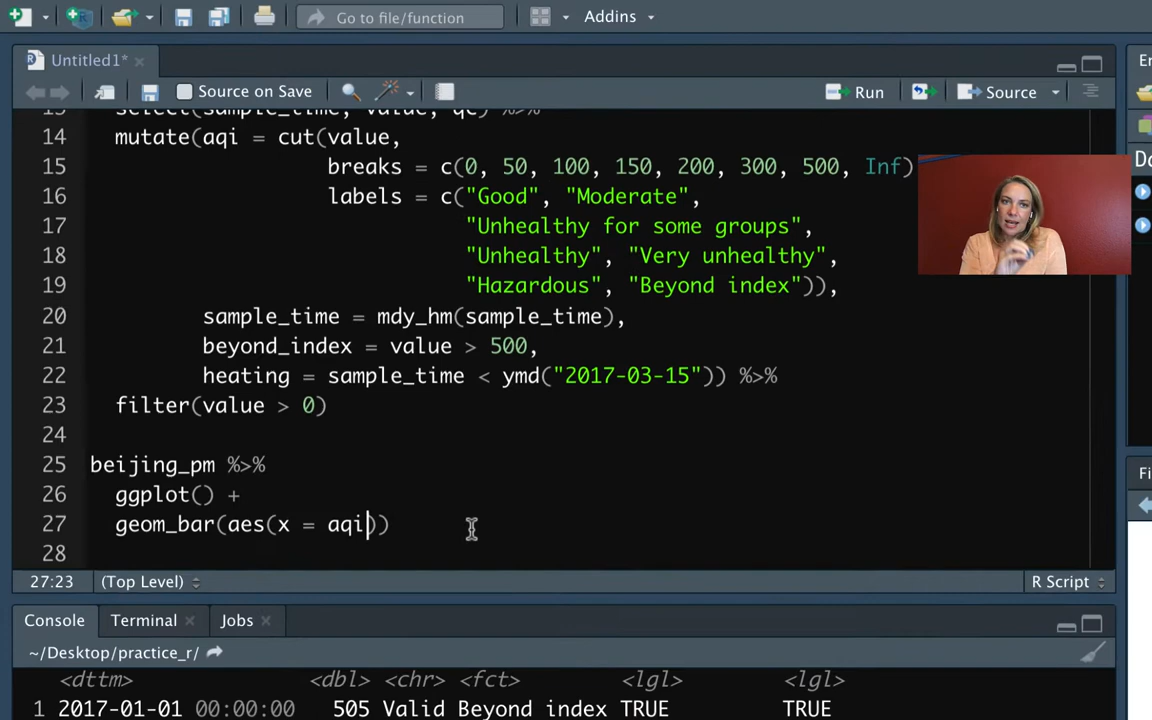 Go to file/function
Addins
Untitled1*
Source on Save
Run
Source
select(sample_time, value, qc) %>%
14 mutate(aqi = cut(value,
15 breaks = c(0, 50, 100, 150, 200, 300, 500, Inf)
16 labels = c("Good", "Moderate",
17 "Unhealthy for some groups",
18 "Unhealthy", "Very unhealthy",
19 "Hazardous", "Beyond index")),
20 sample_time = mdy_hm(sample_time),
21 beyond_index = value > 500,
22 heating = sample_time < ymd("2017-03-15")) %>%
23 filter(value > 0)
24
25 beijing_pm %>%
26 ggplot() +
27 geom_bar(aes(x = aqi))
28
27:23 (Top Level) R Script
Console Terminal Jobs
~/Desktop/practice_r/
<dttm> <dbl> <chr> <fct> <lgl> <lgl>
1 2017-01-01 00:00:00 505 Valid Beyond index TRUE TRUE